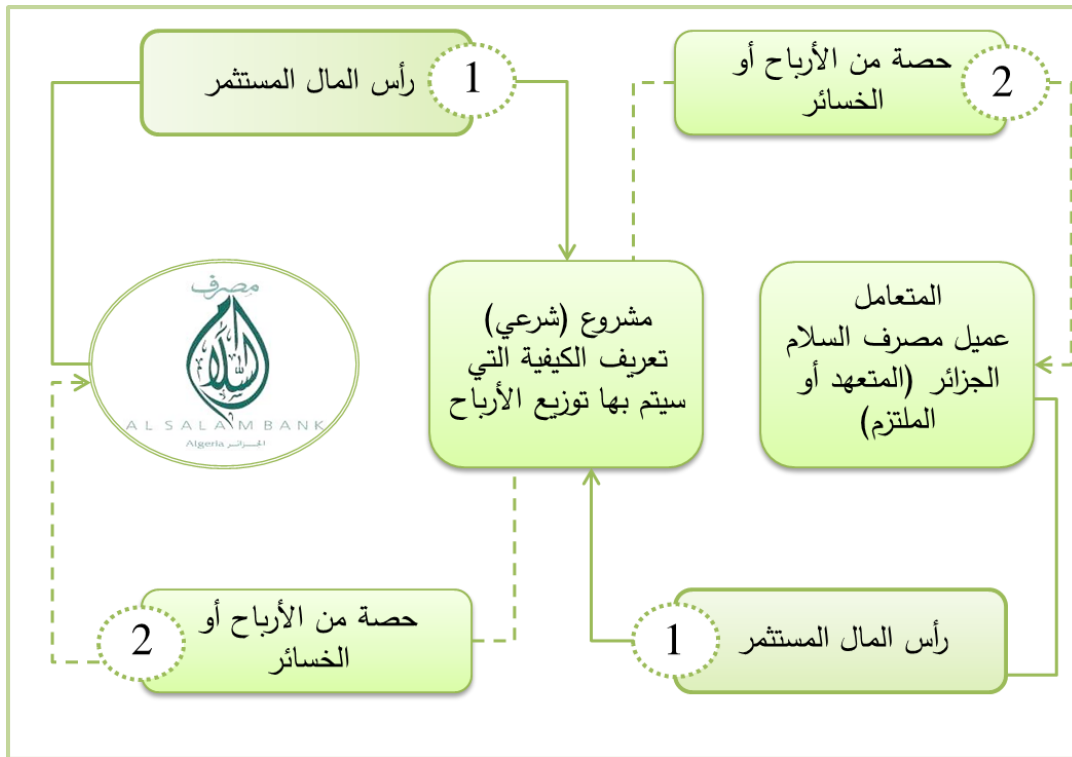 1
رأس المال المستثمر
2
حصة من الأرباح أو
الخسائر
مصرف
السلام
AL SALAM BANK
Algeria الجزائر
مشروع (شرعي)
تعريف الكيفية التي
سيتم بها توزيع الأرباح
المتعامل
عميل مصرف السلام
الجزائر (المتعهد أو
الملتزم)
2
حصة من الأرباح أو
الخسائر
1
رأس المال المستثمر